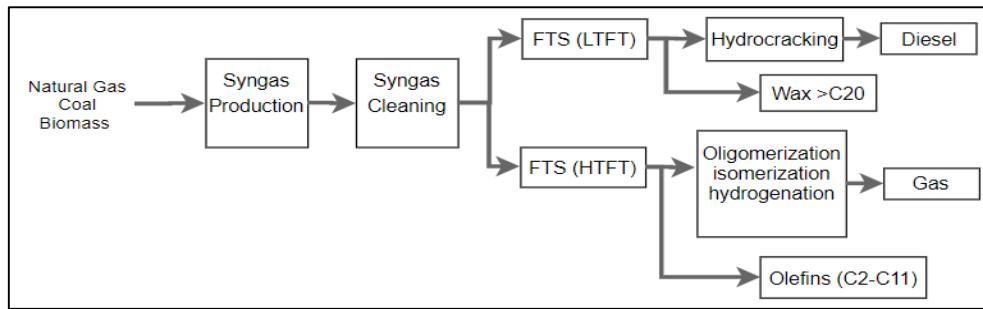 Natural Gas
Coal
Biomass
Syngas
Production
Syngas
Cleaning
FTS (LTFT)
Hydrocracking
Diesel
Wax >C20
FTS (HTFT)
Oligomerization
isomerization
hydrogenation
Gas
Olefins (C2-C11)